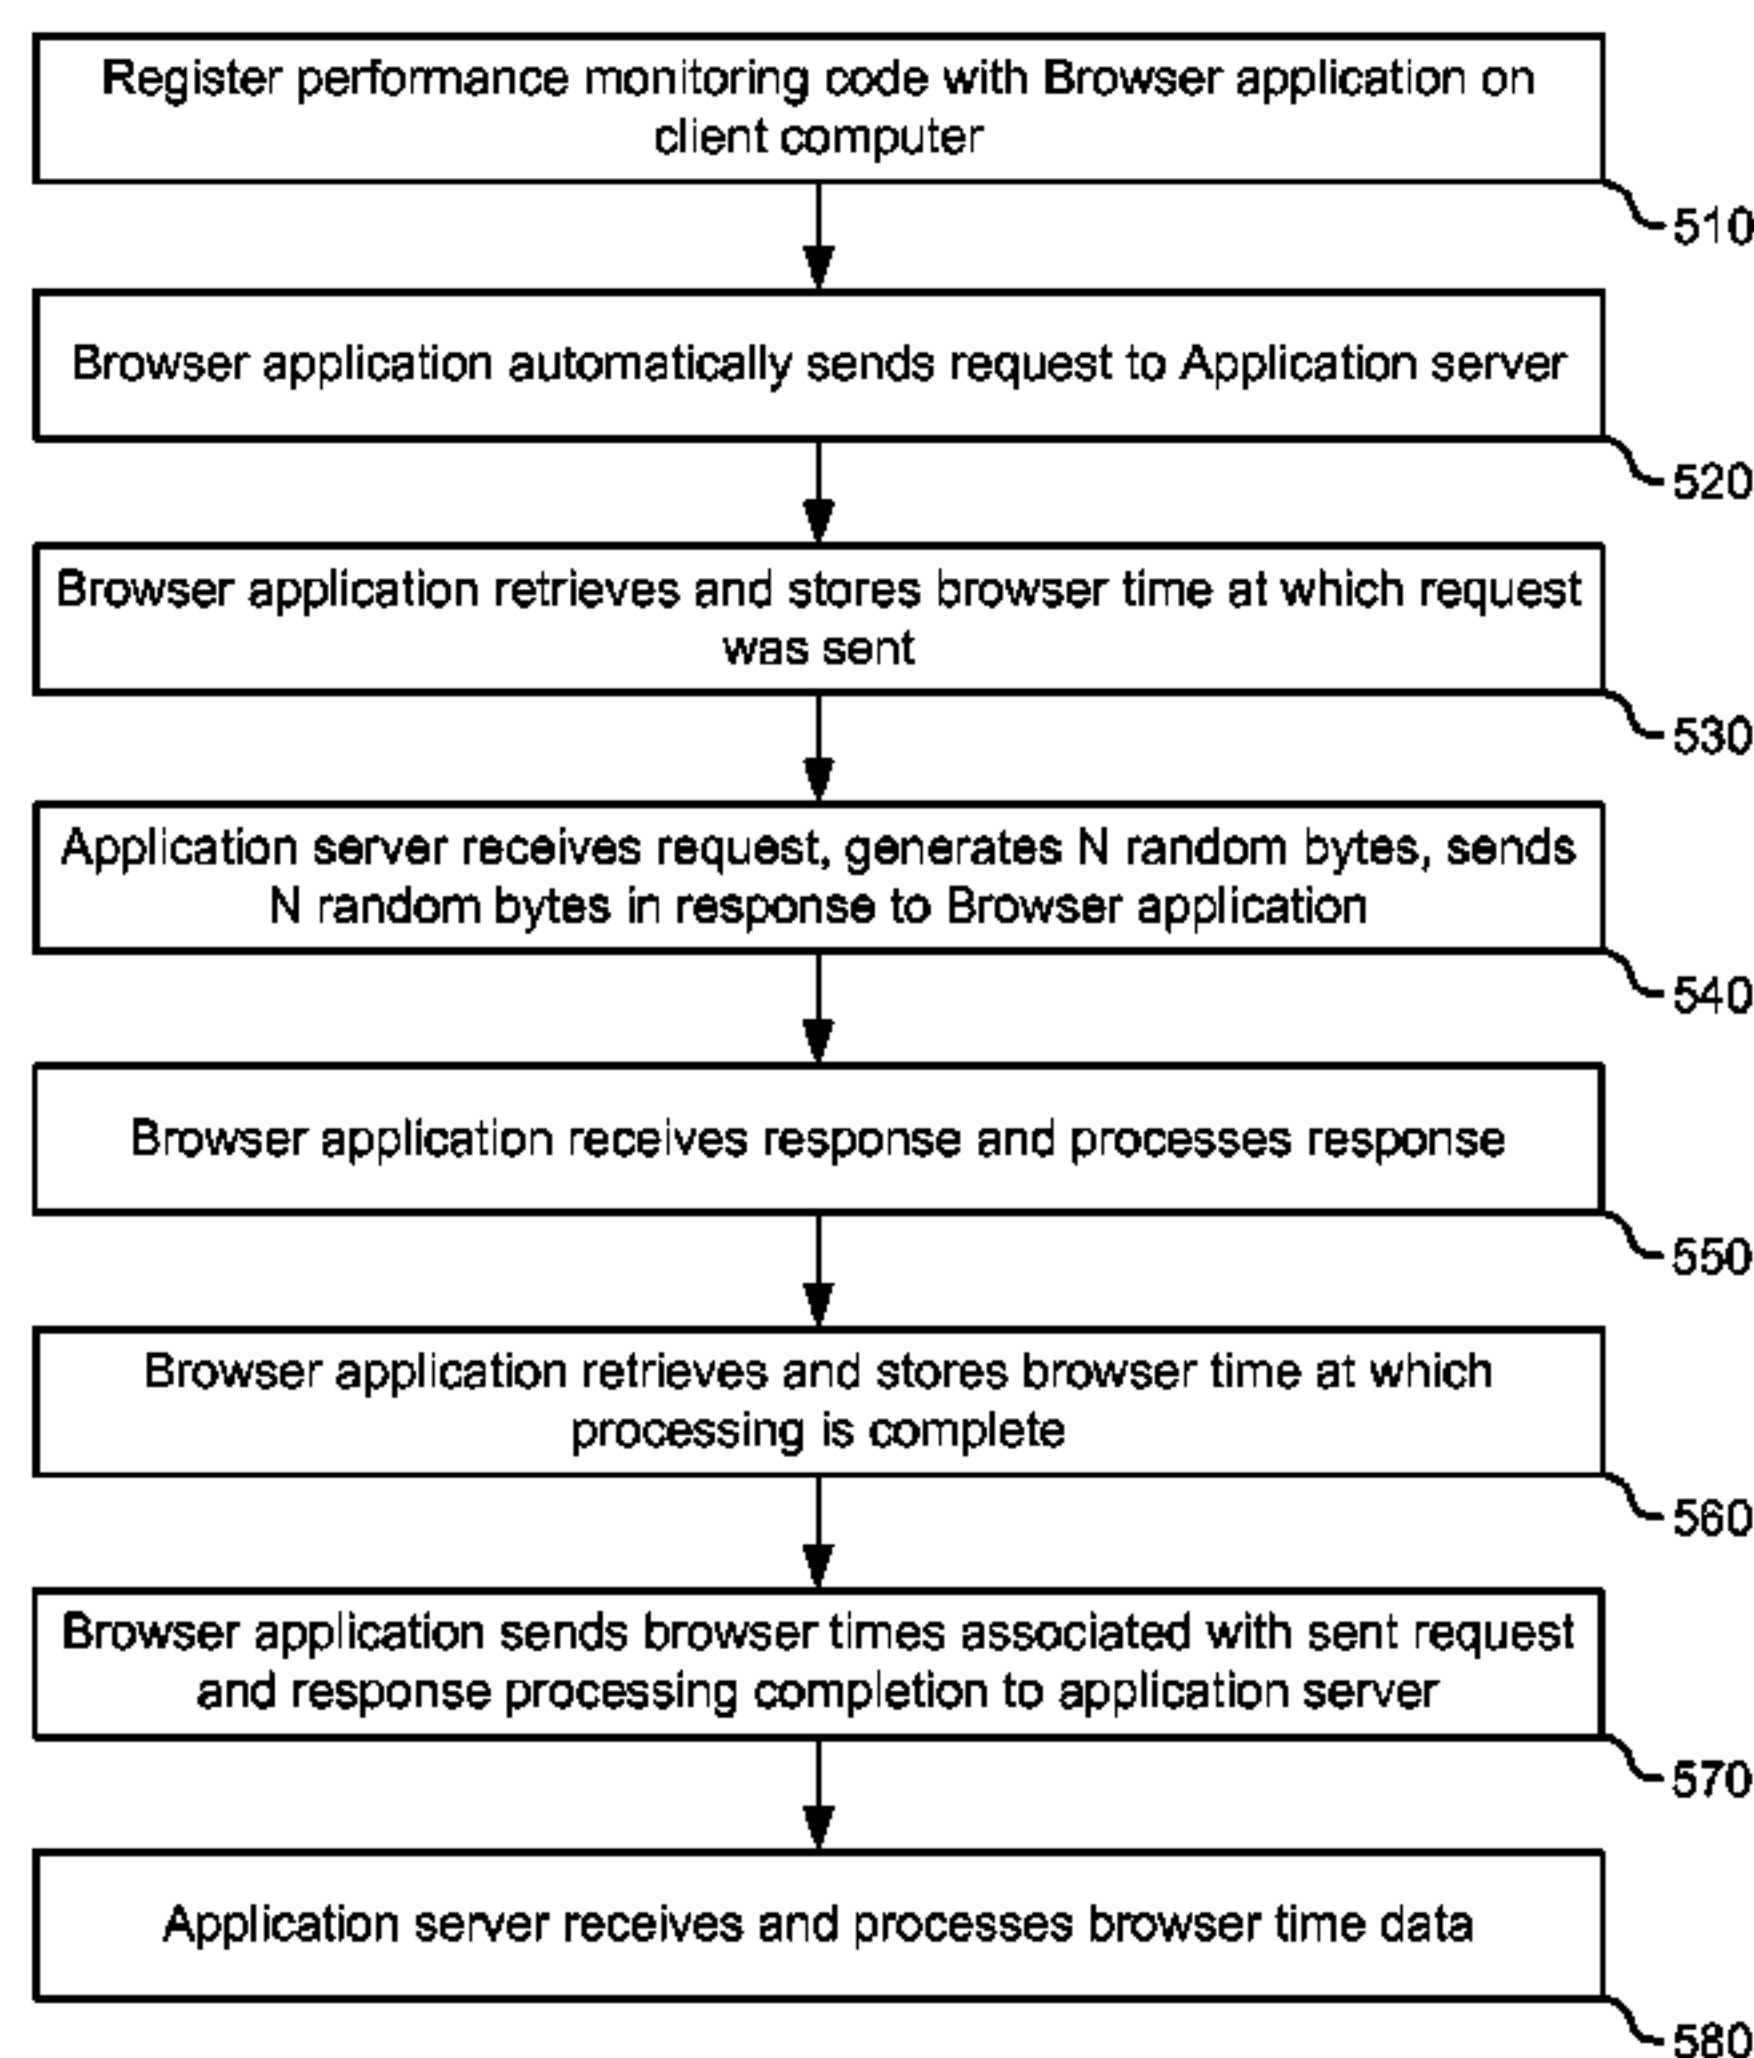 Register performance monitoring code with Browser application on
client computer
510
Browser application automatically sends request to Application server
520
Browser application retrieves and stores browser time at which request
was sent
530
Application server receives request, generates N random bytes, sends
N random bytes in response to Browser application
540
Browser application receives response and processes response
550
Browser application retrieves and stores browser time at which
processing is complete
560
Browser application sends browser times associated with sent request
and response processing completion to application server
570
Application server receives and processes browser time data
580